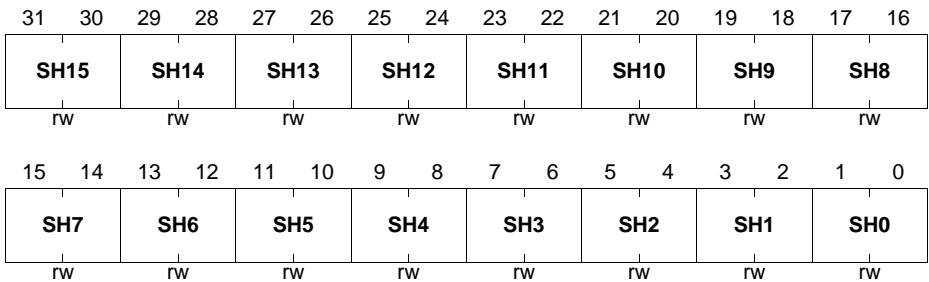 31 30 29 28 27 26 25 24 23 22 21 20 19 18 17 16
SH15 SH14 SH13 SH12 SH11 SH10 SH9 SH8
rw rw rw rw rw rw rw rw
15 14 13 12 11 10 9 8 7 6 5 4 3 2 1 0
SH7 SH6 SH5 SH4 SH3 SH2 SH1 SH0
rw rw rw rw rw rw rw rw